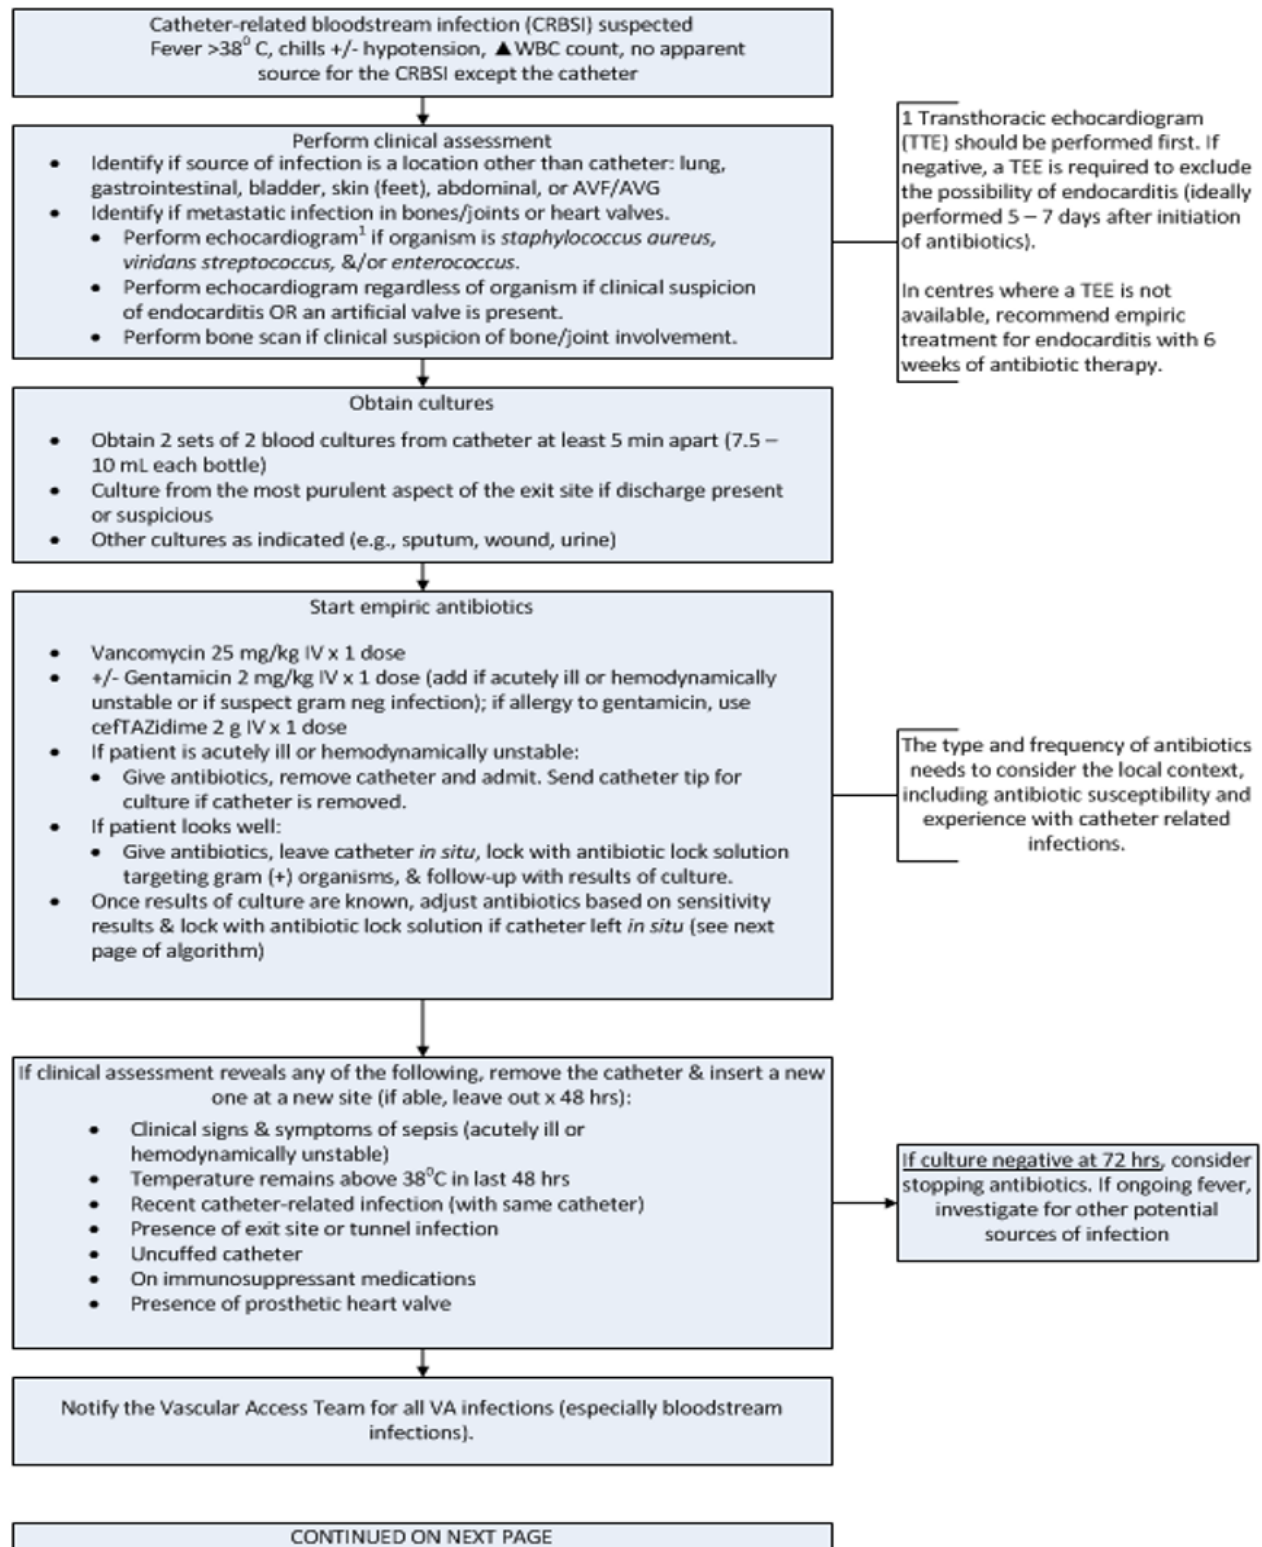 Catheter-related bloodstream infection (CRBSI) suspected
Fever >38⁰ C, chills +/- hypotension, ▲WBC count, no apparent
source for the CRBSI except the catheter
Perform clinical assessment
• Identify if source of infection is a location other than catheter: lung,
gastrointestinal, bladder, skin (feet), abdominal, or AVF/AVG
• Identify if metastatic infection in bones/joints or heart valves.
• Perform echocardiogram¹ if organism is staphylococcus aureus,
viridans streptococcus, &/or enterococcus.
• Perform echocardiogram regardless of organism if clinical suspicion
of endocarditis OR an artificial valve is present.
• Perform bone scan if clinical suspicion of bone/joint involvement.
1 Transthoracic echocardiogram
(TTE) should be performed first. If
negative, a TEE is required to exclude
the possibility of endocarditis (ideally
performed 5 – 7 days after initiation
of antibiotics).
In centres where a TEE is not
available, recommend empiric
treatment for endocarditis with 6
weeks of antibiotic therapy.
Obtain cultures
• Obtain 2 sets of 2 blood cultures from catheter at least 5 min apart (7.5 –
10 mL each bottle)
• Culture from the most purulent aspect of the exit site if discharge present
or suspicious
• Other cultures as indicated (e.g., sputum, wound, urine)
Start empiric antibiotics
• Vancomycin 25 mg/kg IV x 1 dose
• +/- Gentamicin 2 mg/kg IV x 1 dose (add if acutely ill or hemodynamically
unstable or if suspect gram neg infection); if allergy to gentamicin, use
cefTAZidime 2 g IV x 1 dose
• If patient is acutely ill or hemodynamically unstable:
• Give antibiotics, remove catheter and admit. Send catheter tip for
culture if catheter is removed.
• If patient looks well:
• Give antibiotics, leave catheter in situ, lock with antibiotic lock solution
targeting gram (+) organisms, & follow-up with results of culture.
• Once results of culture are known, adjust antibiotics based on sensitivity
results & lock with antibiotic lock solution if catheter left in situ (see next
page of algorithm)
The type and frequency of antibiotics
needs to consider the local context,
including antibiotic susceptibility and
experience with catheter related
infections.
If clinical assessment reveals any of the following, remove the catheter & insert a new
one at a new site (if able, leave out x 48 hrs):
• Clinical signs & symptoms of sepsis (acutely ill or
hemodynamically unstable)
• Temperature remains above 38⁰C in last 48 hrs
• Recent catheter-related infection (with same catheter)
• Presence of exit site or tunnel infection
• Uncuffed catheter
• On immunosuppressant medications
• Presence of prosthetic heart valve
If culture negative at 72 hrs, consider
stopping antibiotics. If ongoing fever,
investigate for other potential
sources of infection
Notify the Vascular Access Team for all VA infections (especially bloodstream
infections).
CONTINUED ON NEXT PAGE